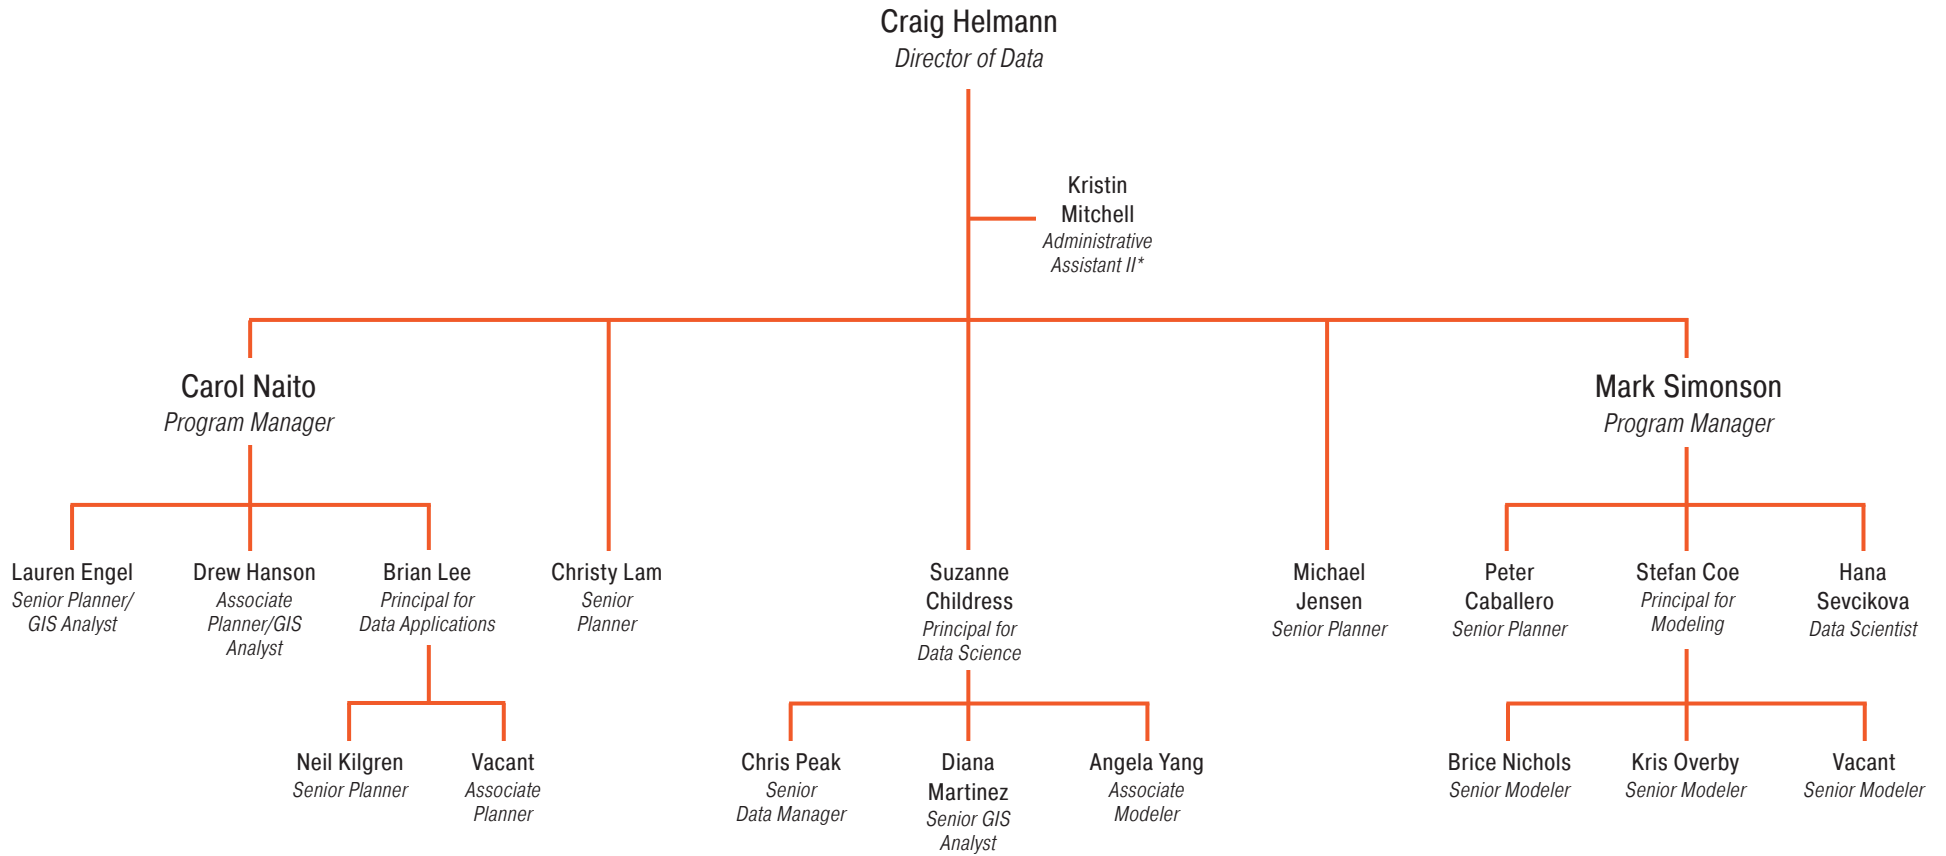 Craig Helmann
Director of Data
Kristin
Mitchell
Administrative
Assistant II*
Carol Naito
Program Manager
Mark Simonson
Program Manager
Lauren Engel
Senior Planner/
GIS Analyst
Drew Hanson
Associate
Planner/GIS
Analyst
Brian Lee
Principal for
Data Applications
Christy Lam
Senior
Planner
Suzanne
Childress
Principal for
Data Science
Michael
Jensen
Senior Planner
Peter
Caballero
Senior Planner
Stefan Coe
Principal for
Modeling
Hana
Sevcikova
Data Scientist
Neil Kilgren
Senior Planner
Vacant
Associate
Planner
Chris Peak
Senior
Data Manager
Diana
Martinez
Senior GIS
Analyst
Angela Yang
Associate
Modeler
Brice Nichols
Senior Modeler
Kris Overby
Senior Modeler
Vacant
Senior Modeler